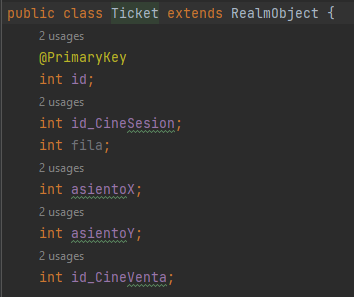 public class Ticket extends RealmObject {
2 usages
@PrimaryKey
int id;
2 usages
int id_CineSesion;
int fila;
2 usages
int asientoX;
2 usages
int asientoY;
2 usages
int id_CineVenta;